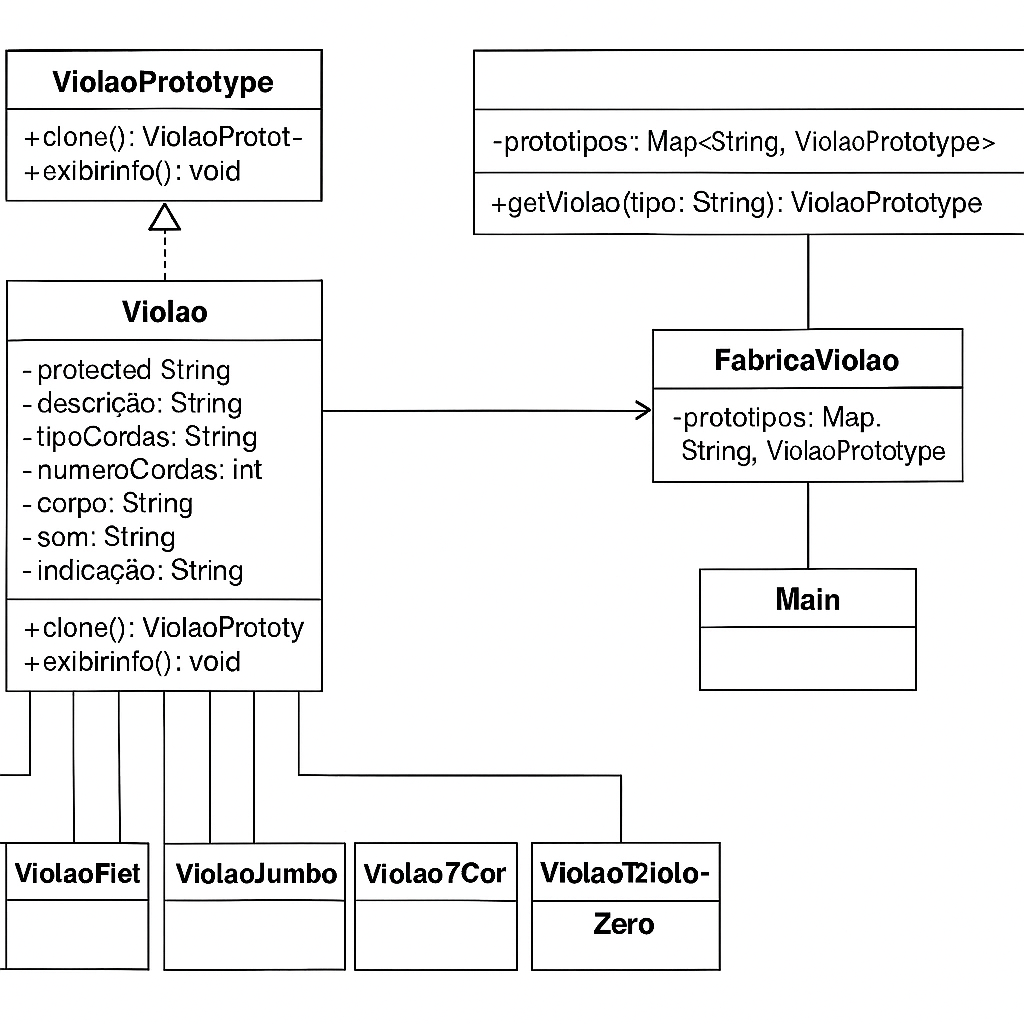 ViolaoPrototype
+clone(): ViolaoProtot-
+exibirinfo(): void
-prototipos: Map<String, ViolaoPrototype>
+getViolao(tipo: String): ViolaoPrototype
Violao
- protected String
- descrição: String
- tipoCordas: String
- numeroCordas: int
- corpo: String
- som: String
- indicação: String
+clone(): ViolaoPrototy
+exibirinfo(): void
FabricaViolao
-prototipos: Map.
String, ViolaoPrototype
Main
ViolaoFiet
ViolaoJumbo
Violao7Cor
ViolaoT2iolo-
Zero